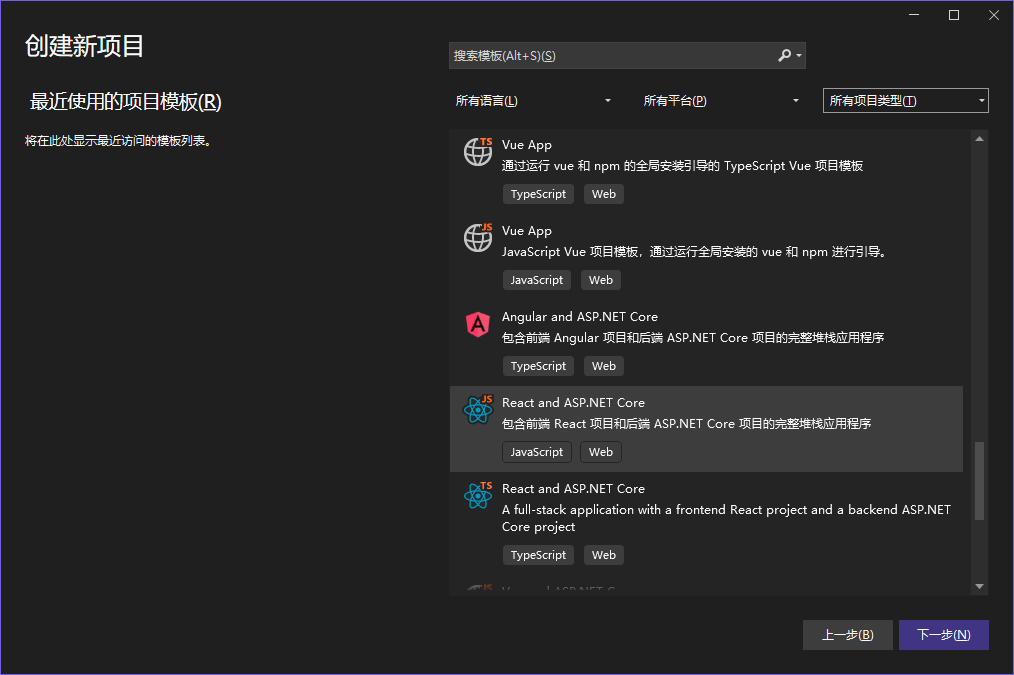 创建新项目
搜索模板(Alt+S)(S)
最近使用的项目模板(R)
所有语言(L)
所有平台(P)
所有项目类型(T)
将在此处显示最近访问的模板列表。
TS
Vue App
通过运行 vue 和 npm 的全局安装引导的 TypeScript Vue 项目模板
TypeScript
Web
JS
Vue App
JavaScript Vue 项目模板，通过运行全局安装的 vue 和 npm 进行引导。
JavaScript
Web
A
Angular and ASP.NET Core
包含前端 Angular 项目和后端 ASP.NET Core 项目的完整堆栈应用程序
TypeScript
Web
JS
React and ASP.NET Core
包含前端 React 项目和后端 ASP.NET Core 项目的完整堆栈应用程序
JavaScript
Web
TS
React and ASP.NET Core
A full-stack application with a frontend React project and a backend ASP.NET
Core project
TypeScript
Web
JS
上一步(B)
下一步(N)